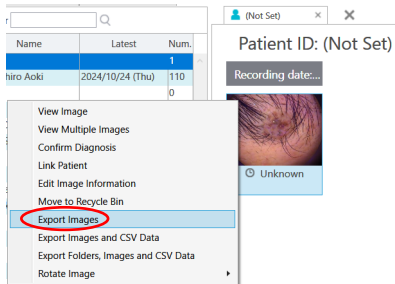 (Not Set) ×
Patient ID: (Not Set)
Name Latest Num.
1
hiro Aoki 2024/10/24 (Thu) 110
0
Recording date:...
Unknown
View Image
View Multiple Images
Confirm Diagnosis
Link Patient
Edit Image Information
Move to Recycle Bin
Export Images
Export Images and CSV Data
Export Folders, Images and CSV Data
Rotate Image